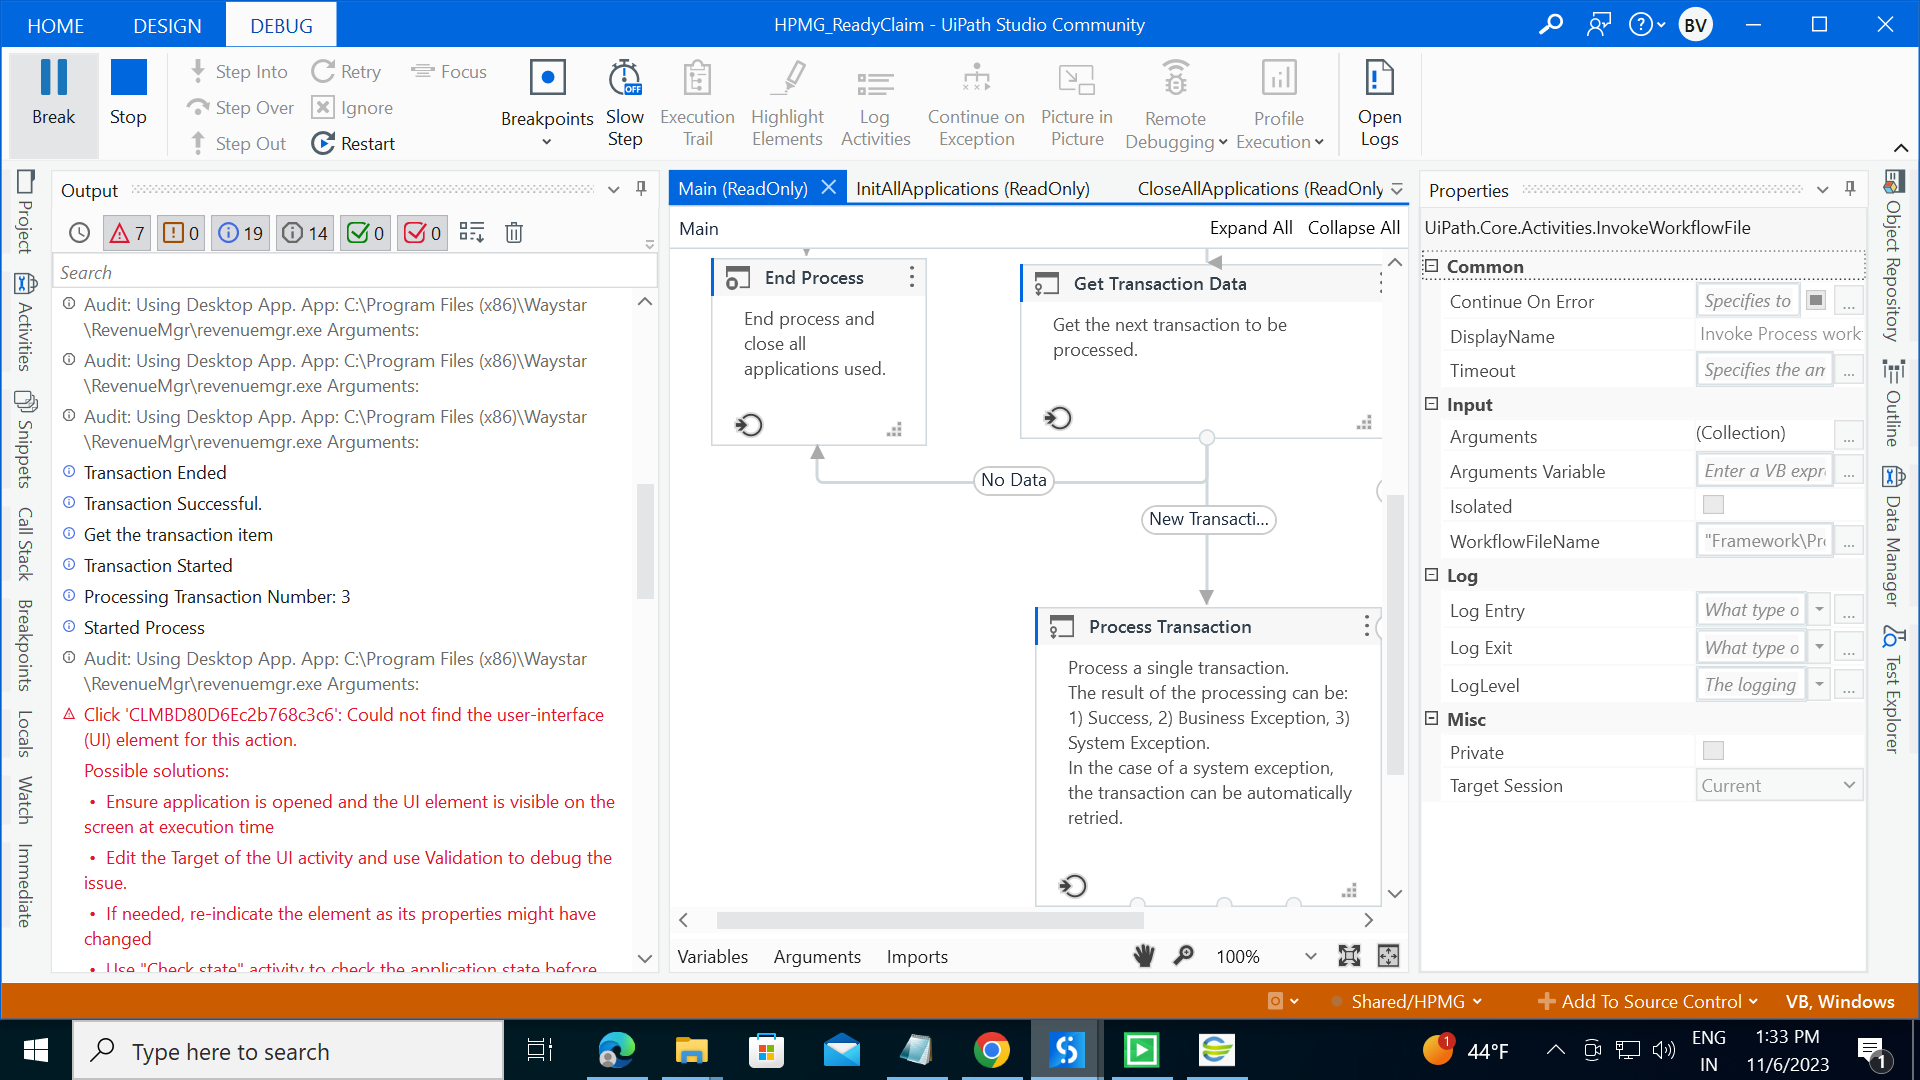 HOME
DESIGN
DEBUG
HPMG_ReadyClaim - UiPath Studio Community
BV
Break
Stop
Step Into
Step Over
Step Out
Retry
Ignore
Restart
Focus
Breakpoints
Slow
Step
OFF
Execution
Trail
Highlight
Elements
Log
Activities
Continue on
Exception
Picture in
Picture
Remote
Debugging
Profile
Execution
Open
Logs
Project
Activities
Snippets
Call Stack
Breakpoints
Locals
Watch
Immediate
Output
7
0
19
14
0
0
Search
Audit: Using Desktop App. App: C:\Program Files (x86)\Waystar
\RevenueMgr\revenuemgr.exe Arguments:
Audit: Using Desktop App. App: C:\Program Files (x86)\Waystar
\RevenueMgr\revenuemgr.exe Arguments:
Audit: Using Desktop App. App: C:\Program Files (x86)\Waystar
\RevenueMgr\revenuemgr.exe Arguments:
Transaction Ended
Transaction Successful.
Get the transaction item
Transaction Started
Processing Transaction Number: 3
Started Process
Audit: Using Desktop App. App: C:\Program Files (x86)\Waystar
\RevenueMgr\revenuemgr.exe Arguments:
Click 'CLMBD80D6Ec2b768c3c6': Could not find the user-interface
(UI) element for this action.
Possible solutions:
• Ensure application is opened and the UI element is visible on the
screen at execution time
• Edit the Target of the UI activity and use Validation to debug the
issue.
• If needed, re-indicate the element as its properties might have
changed
• Use "Check state" activity to check the application state before
Main (ReadOnly)
InitAllApplications (ReadOnly)
CloseAllApplications (ReadOnly
Main
Expand All
Collapse All
End Process
End process and
close all
applications used.
Get Transaction Data
Get the next transaction to be
processed.
No Data
New Transacti...
Process Transaction
Process a single transaction.
The result of the processing can be:
1) Success, 2) Business Exception, 3)
System Exception.
In the case of a system exception,
the transaction can be automatically
retried.
Variables
Arguments
Imports
100%
Properties
UiPath.Core.Activities.InvokeWorkflowFile
Common
Continue On Error
Specifies to
...
DisplayName
Invoke Process work
Timeout
Specifies the am
...
Input
Arguments
(Collection)
...
Arguments Variable
Enter a VB expr
...
Isolated
WorkflowFileName
"Framework\Pro
...
Log
Log Entry
What type o
...
Log Exit
What type o
...
LogLevel
The logging
...
Misc
Private
Target Session
Current
Object Repository
Outline
Data Manager
Test Explorer
Shared/HPMG
Add To Source Control
VB, Windows
Type here to search
1
44°F
ENG
IN
1:33 PM
11/6/2023
1